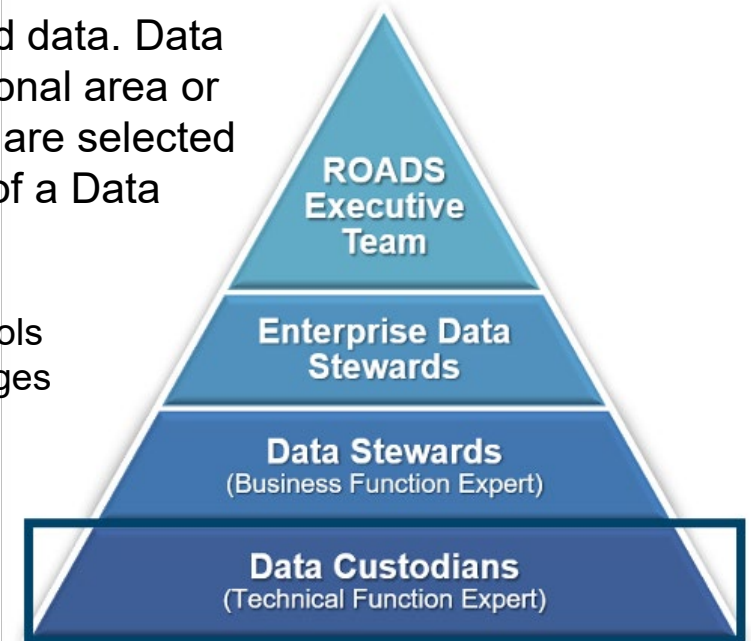 d data. Data
onal area or
are selected
of a Data
ols
ges
ROADS
Executive
Team
Enterprise Data
Stewards
Data Stewards
(Business Function Expert)
Data Custodians
(Technical Function Expert)